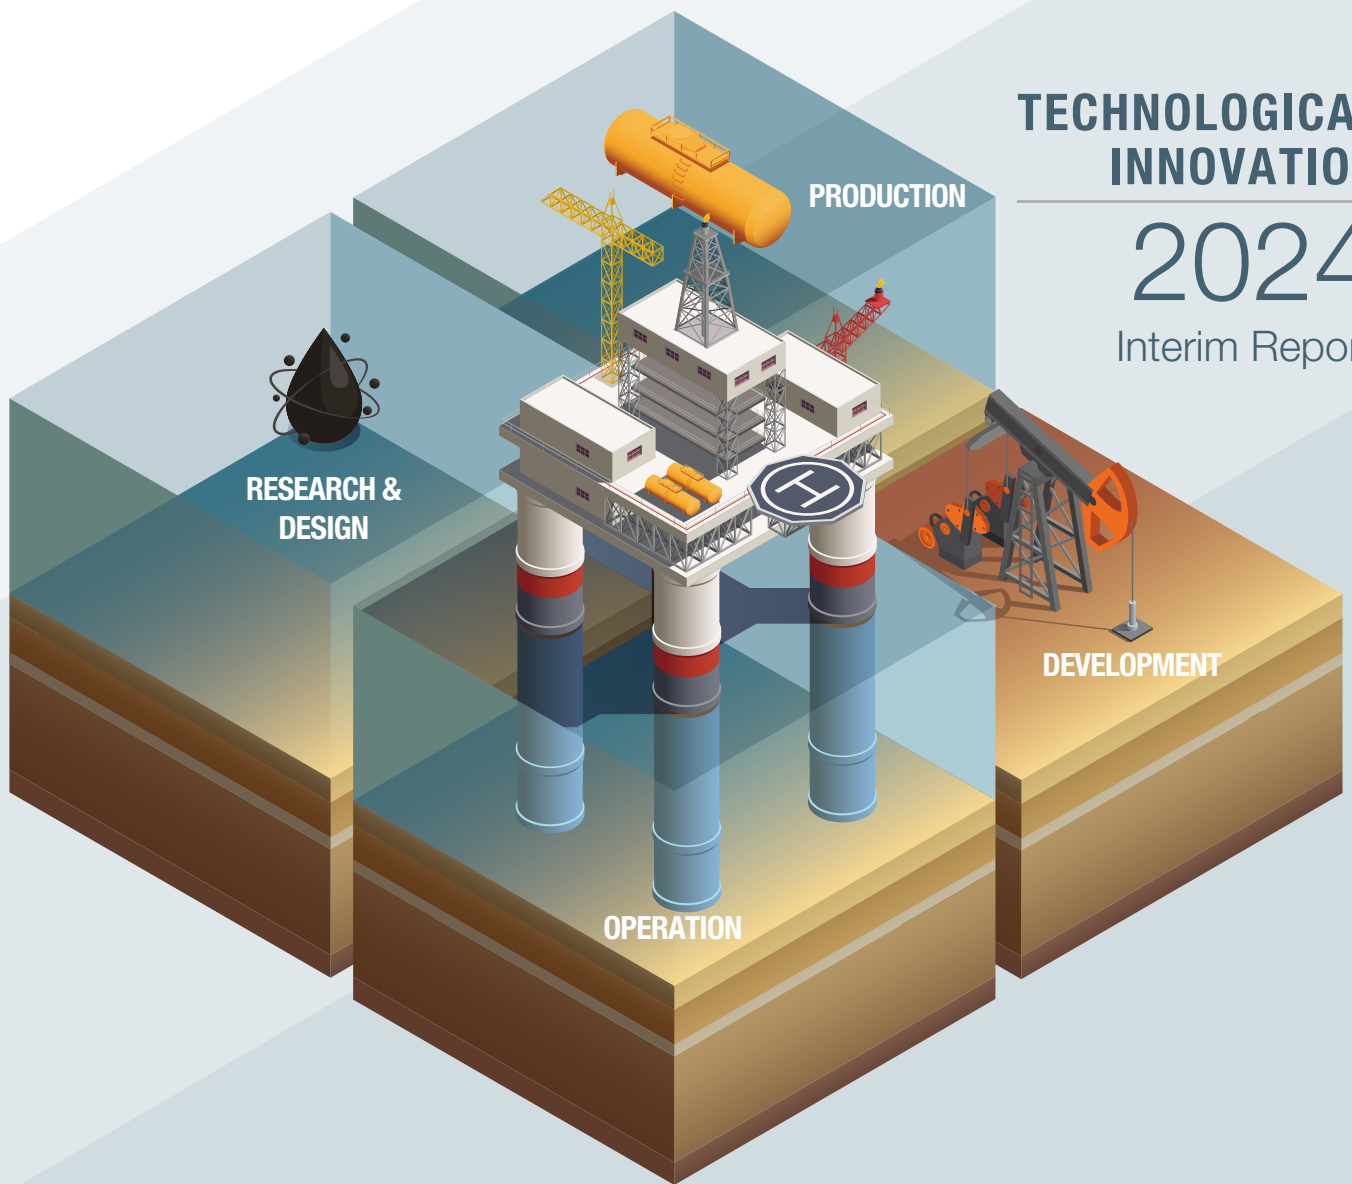 TECHNOLOGICA
INNOVATIO
2024
Interim Repor
PRODUCTION
RESEARCH &
DESIGN
DEVELOPMENT
OPERATION
H